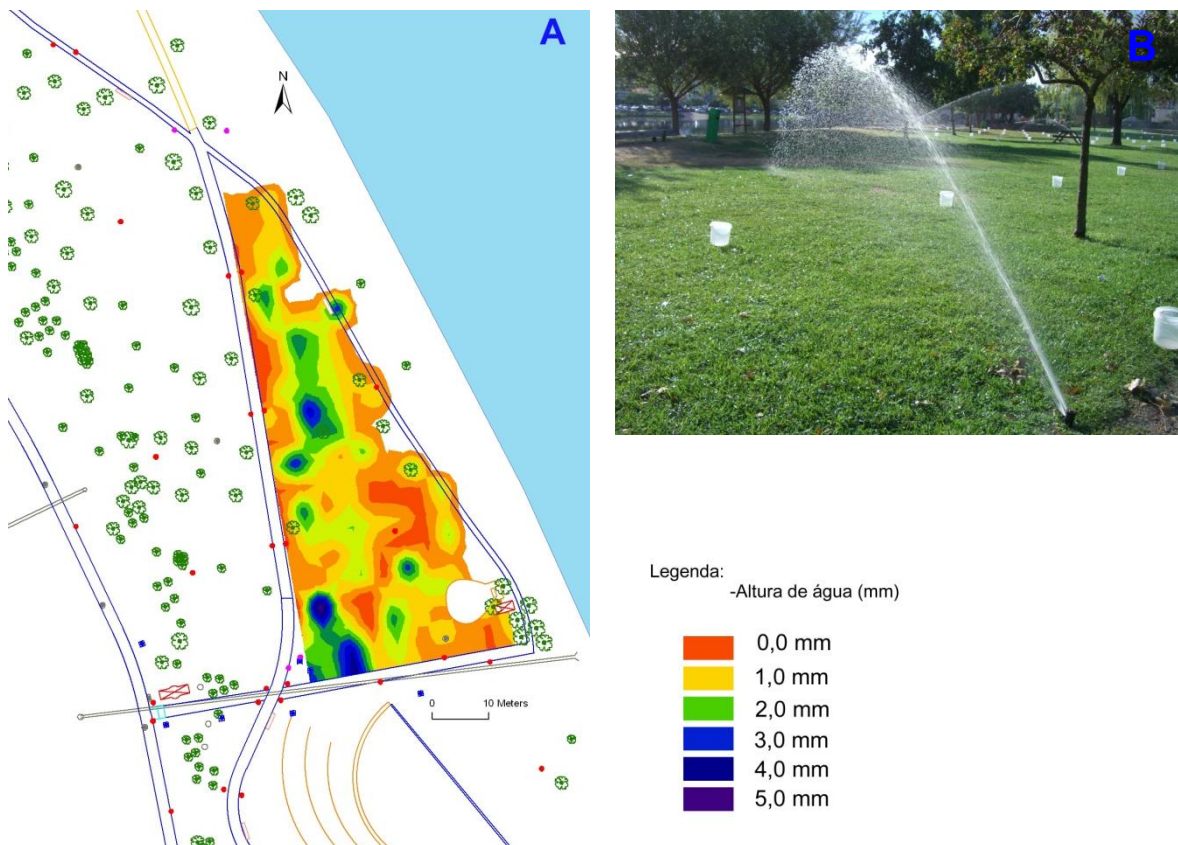 A
B
N
0 10 Meters
Legenda:
-Altura de água (mm)
0,0 mm
1,0 mm
2,0 mm
3,0 mm
4,0 mm
5,0 mm